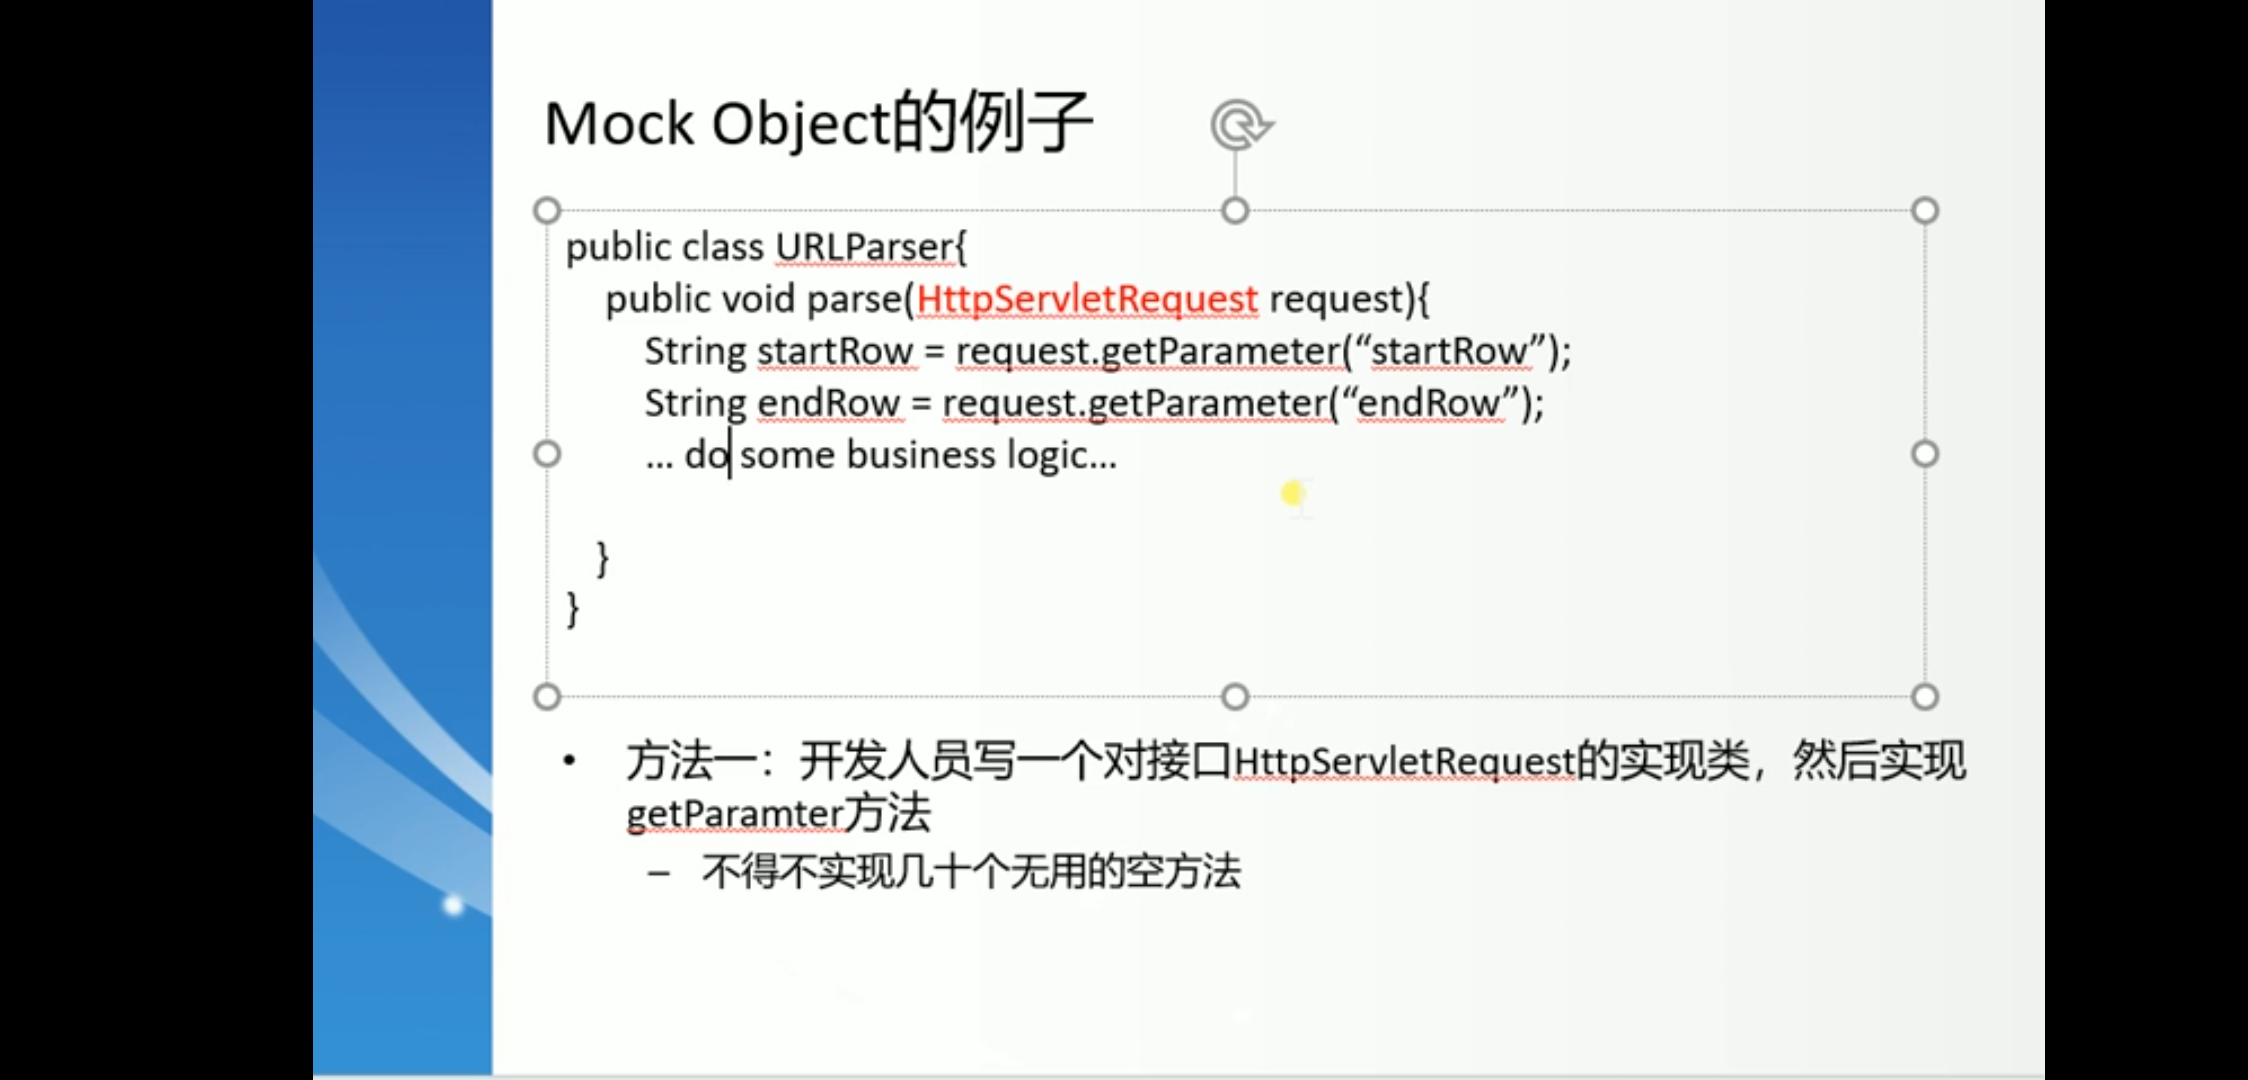 Mock Object的例子
public class URLParser{
public void parse(HttpServletRequest request){
String startRow = request.getParameter(“startRow”);
String endRow = request.getParameter(“endRow”);
... do some business logic...
}
}
• 方法一：开发人员写一个对接口HttpServletRequest的实现类，然后实现
getParamter方法
– 不得不实现几十个无用的空方法